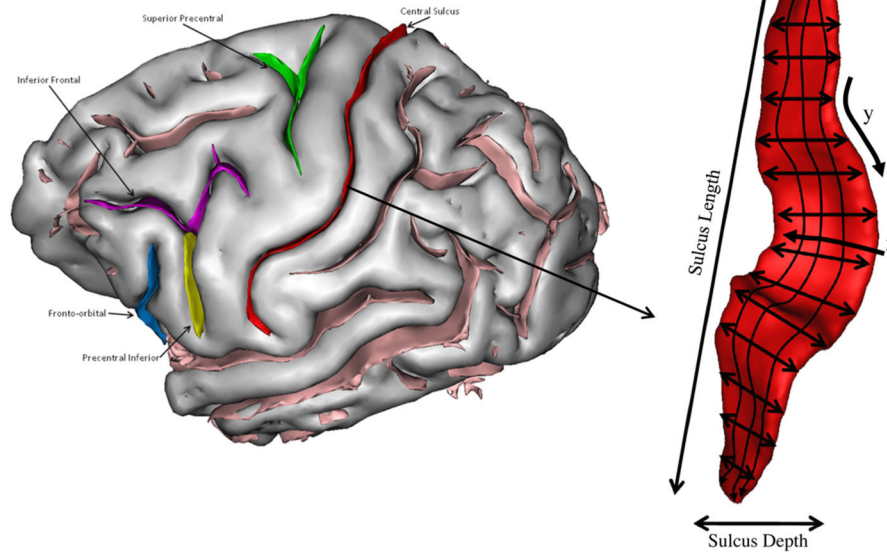 Central Sulcus
Superior Precentral
Inferior Frontal
y
Sulcus Length
Fronto-orbital
Precentral Inferior
Sulcus Depth